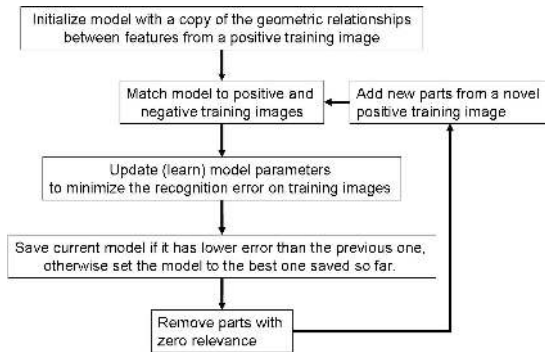 Initialize model with a copy of the geometric relationships
between features from a positive training image
Match model to positive and
negative training images
Add new parts from a novel
positive training image
Update (learn) model parameters
to minimize the recognition error on training images
Save current model if it has lower error than the previous one,
otherwise set the model to the best one saved so far.
Remove parts with
zero relevance